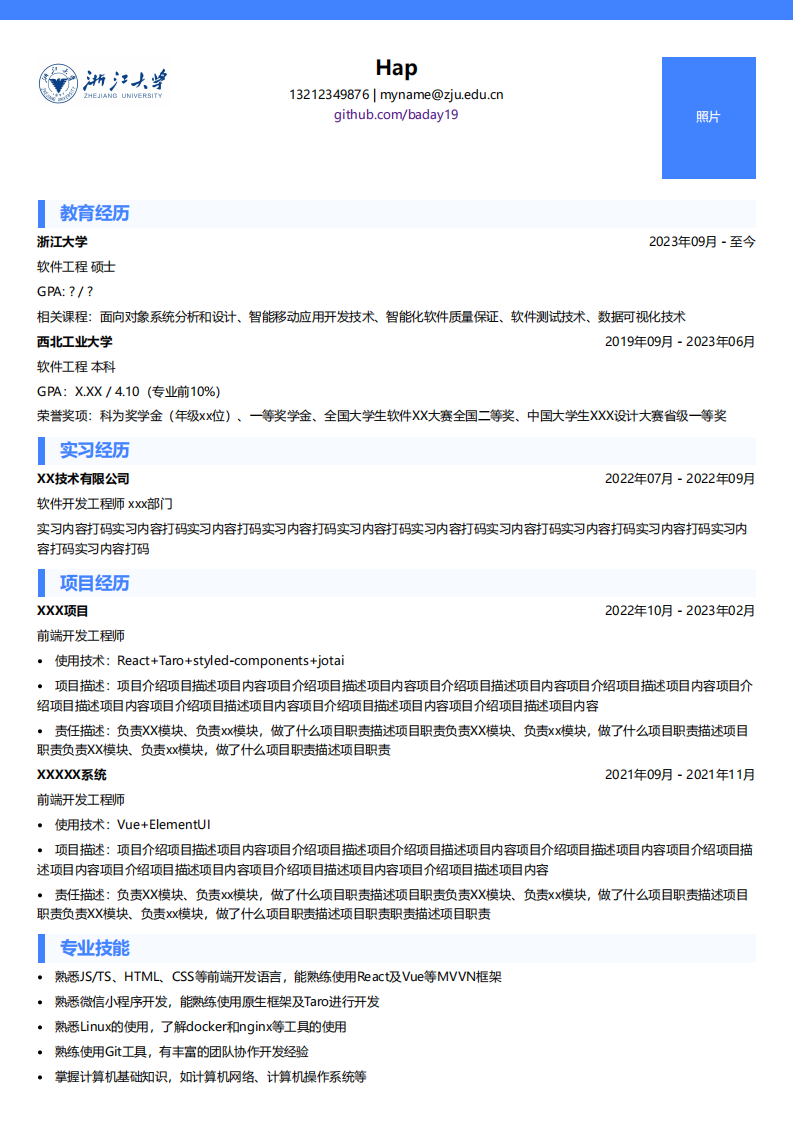 浙江大学
ZHEJIANG UNIVERSITY
Hap
13212349876 | myname@zju.edu.cn
github.com/baday19
照片
教育经历
浙江大学 2023年09月 - 至今
软件工程 硕士
GPA: ? / ?
相关课程：面向对象系统分析和设计、智能移动应用开发技术、智能化软件质量保证、软件测试技术、数据可视化技术
西北工业大学 2019年09月 - 2023年06月
软件工程 本科
GPA：X.XX / 4.10（专业前10%）
荣誉奖项：科为奖学金（年级xx位）、一等奖学金、全国大学生软件XX大赛全国二等奖、中国大学生XXX设计大赛省级一等奖
实习经历
XX技术有限公司 2022年07月 - 2022年09月
软件开发工程师 xxx部门
实习内容打码实习内容打码实习内容打码实习内容打码实习内容打码实习内容打码实习内容打码实习内容打码实习内容打码实习内
容打码实习内容打码
项目经历
XXX项目 2022年10月 - 2023年02月
前端开发工程师
• 使用技术：React+Taro+styled-components+jotai
• 项目描述：项目介绍项目描述项目内容项目介绍项目描述项目内容项目介绍项目描述项目内容项目介绍项目描述项目内容项目介
绍项目描述项目内容项目介绍项目描述项目内容项目介绍项目描述项目内容项目介绍项目描述项目内容
• 责任描述：负责XX模块、负责xx模块，做了什么项目职责描述项目职责负责XX模块、负责xx模块，做了什么项目职责描述项目
职责负责XX模块、负责xx模块，做了什么项目职责描述项目职责
XXXXX系统 2021年09月 - 2021年11月
前端开发工程师
• 使用技术：Vue+ElementUI
• 项目描述：项目介绍项目描述项目内容项目介绍项目描述项目介绍项目描述项目内容项目介绍项目描述项目内容项目介绍项目描
述项目内容项目介绍项目描述项目内容项目介绍项目描述项目内容项目介绍项目描述项目内容
• 责任描述：负责XX模块、负责xx模块，做了什么项目职责描述项目职责负责XX模块、负责xx模块，做了什么项目职责描述项目
职责负责XX模块、负责xx模块，做了什么项目职责描述项目职责职责描述项目职责
专业技能
• 熟悉JS/TS、HTML、CSS等前端开发语言，能熟练使用React及Vue等MVVN框架
• 熟悉微信小程序开发，能熟练使用原生框架及Taro进行开发
• 熟悉Linux的使用，了解docker和nginx等工具的使用
• 熟练使用Git工具，有丰富的团队协作开发经验
• 掌握计算机基础知识，如计算机网络、计算机操作系统等